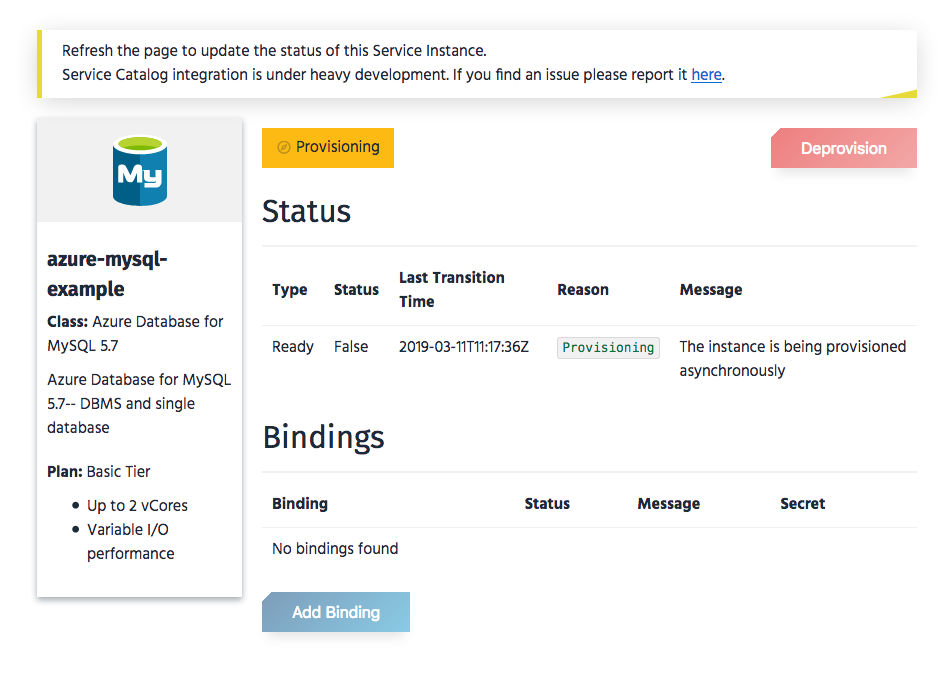 Refresh the page to update the status of this Service Instance.
Service Catalog integration is under heavy development. If you find an issue please report it here.
My
azure-mysql-
example
Class: Azure Database for
MySQL 5.7
Azure Database for MySQL
5.7-- DBMS and single
database
Plan: Basic Tier
Up to 2 vCores
Variable I/O
performance
Provisioning
Deprovision
Status
Type Status Last Transition Time Reason Message
Ready False 2019-03-11T11:17:36Z Provisioning The instance is being provisioned
asynchronously
Bindings
Binding Status Message Secret
No bindings found
Add Binding